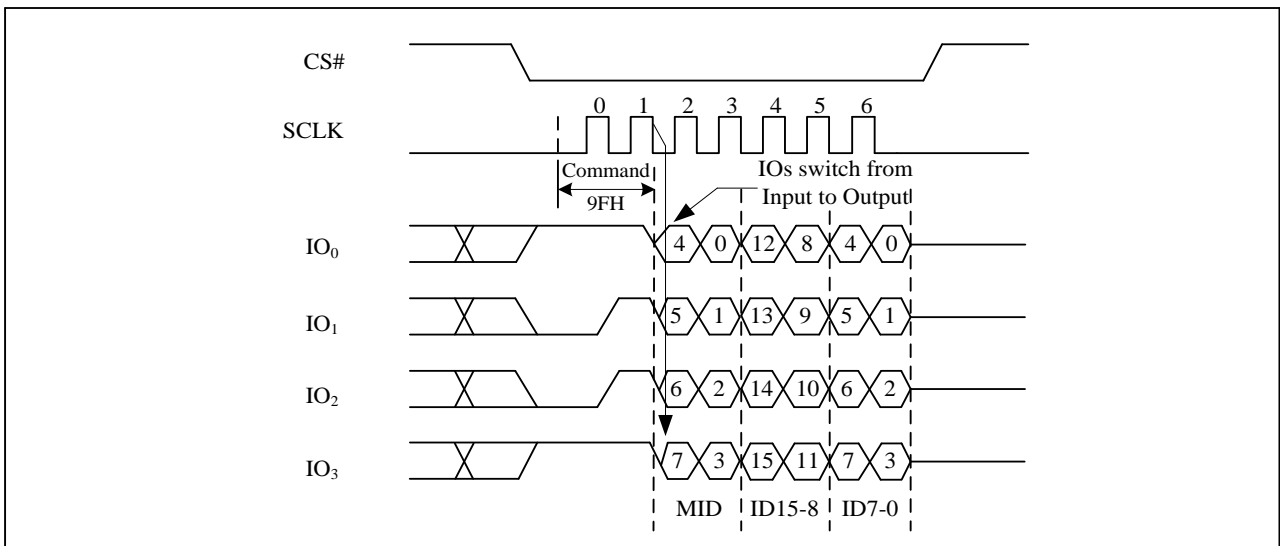 CS#
0 1 2 3 4 5 6
SCLK
Command
9FH
IOs switch from
Input to Output
IO0 4 0 12 8 4 0
IO1 5 1 13 9 5 1
IO2 6 2 14 10 6 2
IO3 7 3 15 11 7 3
MID ID15-8 ID7-0